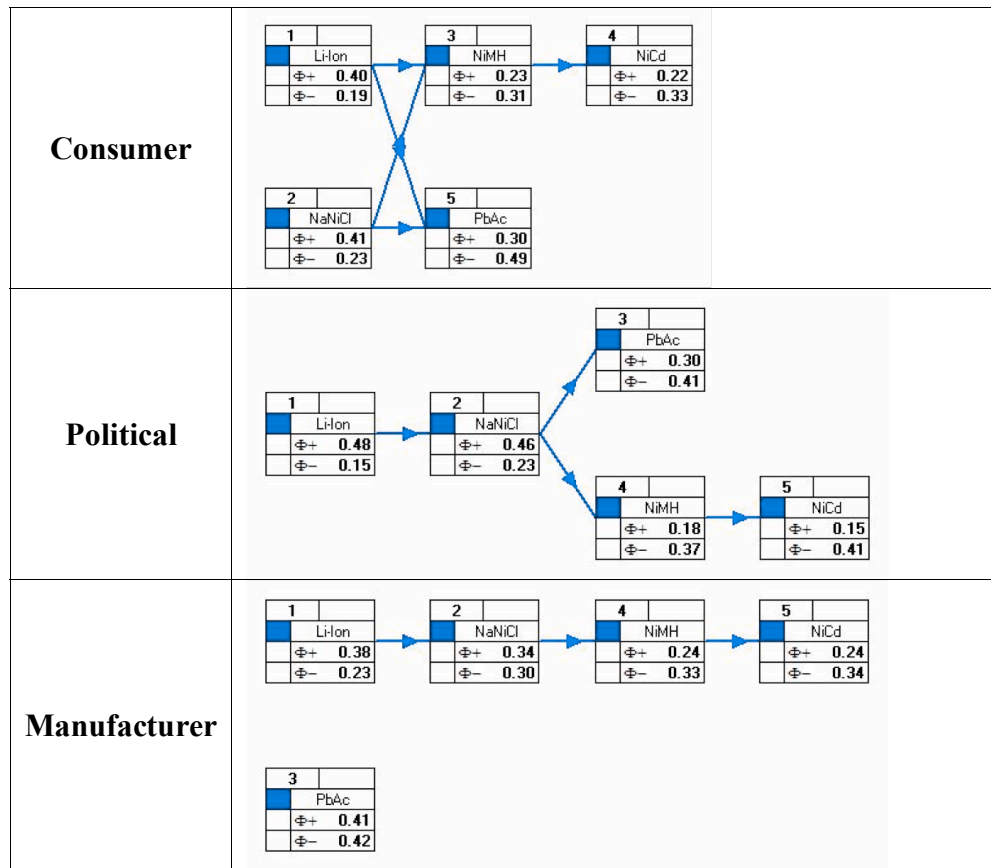 Consumer
1
Li-Ion
Φ+ 0.40
Φ− 0.19
3
NiMH
Φ+ 0.23
Φ− 0.31
4
NiCd
Φ+ 0.22
Φ− 0.33
2
NaNiCl
Φ+ 0.41
Φ− 0.23
5
PbAc
Φ+ 0.30
Φ− 0.49
Political
3
PbAc
Φ+ 0.30
Φ− 0.41
1
Li-Ion
Φ+ 0.48
Φ− 0.15
2
NaNiCl
Φ+ 0.46
Φ− 0.23
4
NiMH
Φ+ 0.18
Φ− 0.37
5
NiCd
Φ+ 0.15
Φ− 0.41
Manufacturer
1
Li-Ion
Φ+ 0.38
Φ− 0.23
2
NaNiCl
Φ+ 0.34
Φ− 0.30
4
NiMH
Φ+ 0.24
Φ− 0.33
5
NiCd
Φ+ 0.24
Φ− 0.34
3
PbAc
Φ+ 0.41
Φ− 0.42